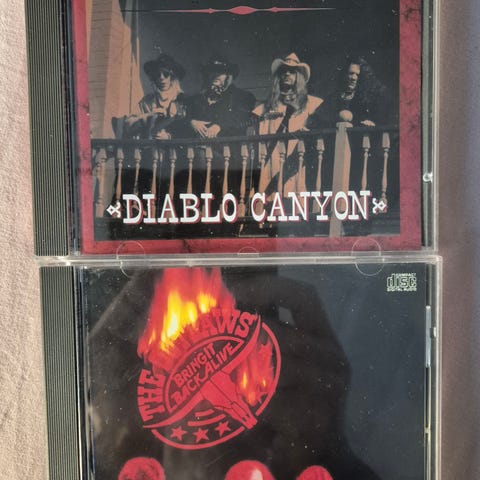 DIABLO CANYON
COMPACT
disc
DIGITAL AUDIO
THE OUTLAWS
BRING IT
BACK ALIVE